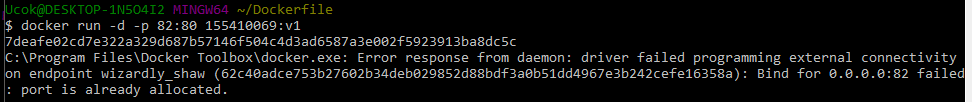 Ucok@DESKTOP-1N5O4I2 MINGW64 ~/Dockerfile
$ docker run -d -p 82:80 155410069:v1
7deafe02cd7e322a329d687b57146f504c4d3ad6587a3e002f5923913ba8dc5c
C:\Program Files\Docker Toolbox\docker.exe: Error response from daemon: driver failed programming external connectivity
on endpoint wizardly_shaw (62c40adce753b27602b34deb029852d88bdf3a0b51dd4967e3b242cefe16358a): Bind for 0.0.0.0:82 failed
: port is already allocated.